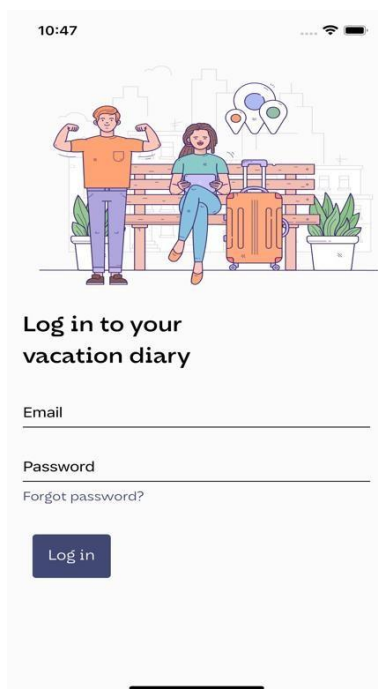 10:47
Log in to your
vacation diary
Email
Password
Forgot password?
Log in